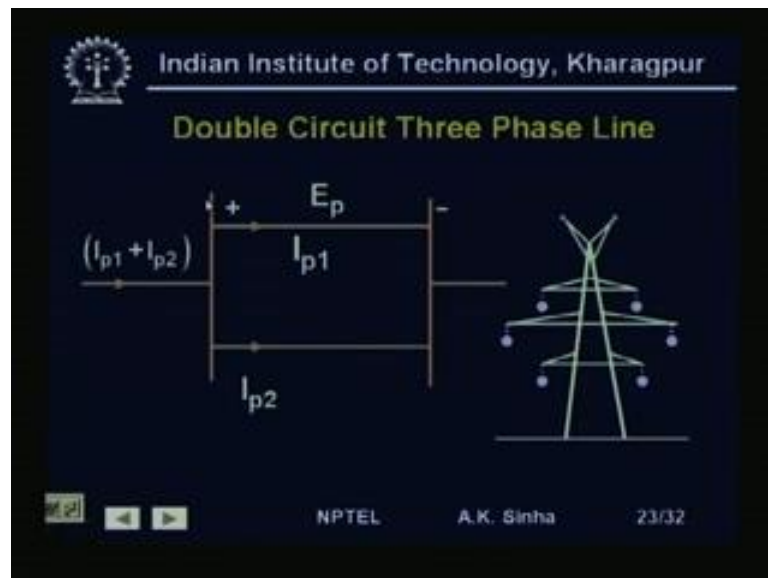 Indian Institute of Technology, Kharagpur
Double Circuit Three Phase Line
+ Eₚ -
(Iₚ₁+Iₚ₂)
Iₚ₁
Iₚ₂
NPTEL A.K. Sinha 23/32